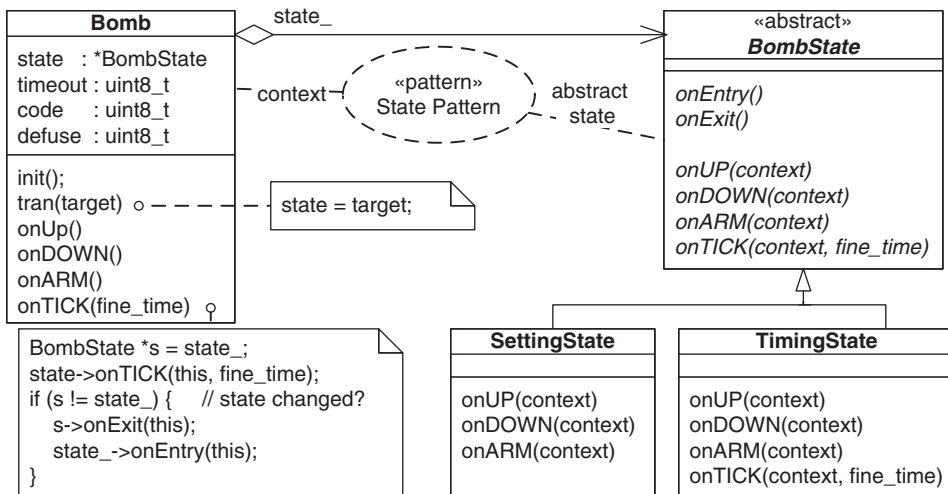 Bomb
state : *BombState
timeout : uint8_t
code : uint8_t
defuse : uint8_t
init();
tran(target)
onUp()
onDOWN()
onARM()
onTICK(fine_time)
state_
context
«pattern»
State Pattern
abstract
state
state = target;
«abstract»
BombState
onEntry()
onExit()
onUP(context)
onDOWN(context)
onARM(context)
onTICK(context, fine_time)
BombState *s = state_;
state->onTICK(this, fine_time);
if (s != state_) { // state changed?
s->onExit(this);
state_->onEntry(this);
}
SettingState
onUP(context)
onDOWN(context)
onARM(context)
TimingState
onUP(context)
onDOWN(context)
onARM(context)
onTICK(context, fine_time)